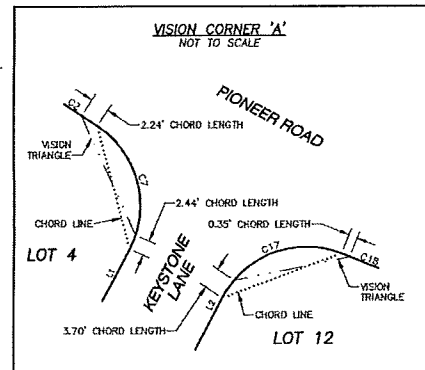 VISION CORNER 'A'
NOT TO SCALE
PIONEER ROAD
C2
2.24' CHORD LENGTH
VISION
TRIANGLE
C7
2.44' CHORD LENGTH
0.35' CHORD LENGTH
CHORD LINE
C17
C18
LOT 4
L1
KEYSTONE
LANE
L2
VISION
TRIANGLE
3.70' CHORD LENGTH
CHORD LINE
LOT 12